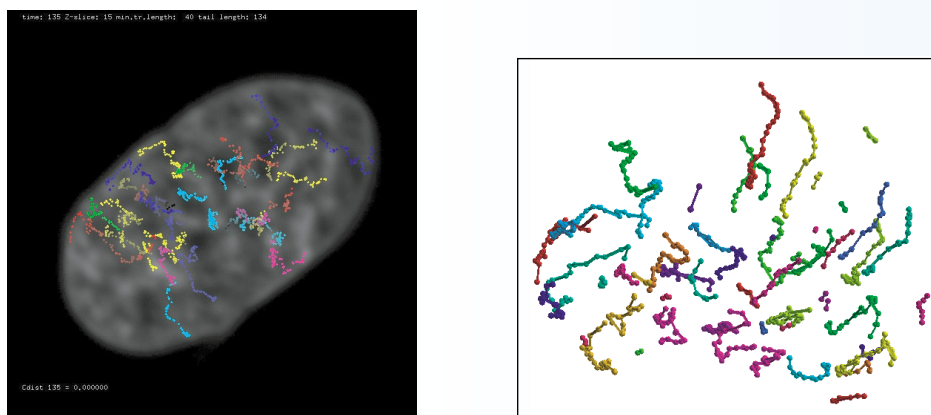 time: 135 Z-slice: 15 min.tr.length: 40 tail length: 134
Cdist 135 = 0.000000